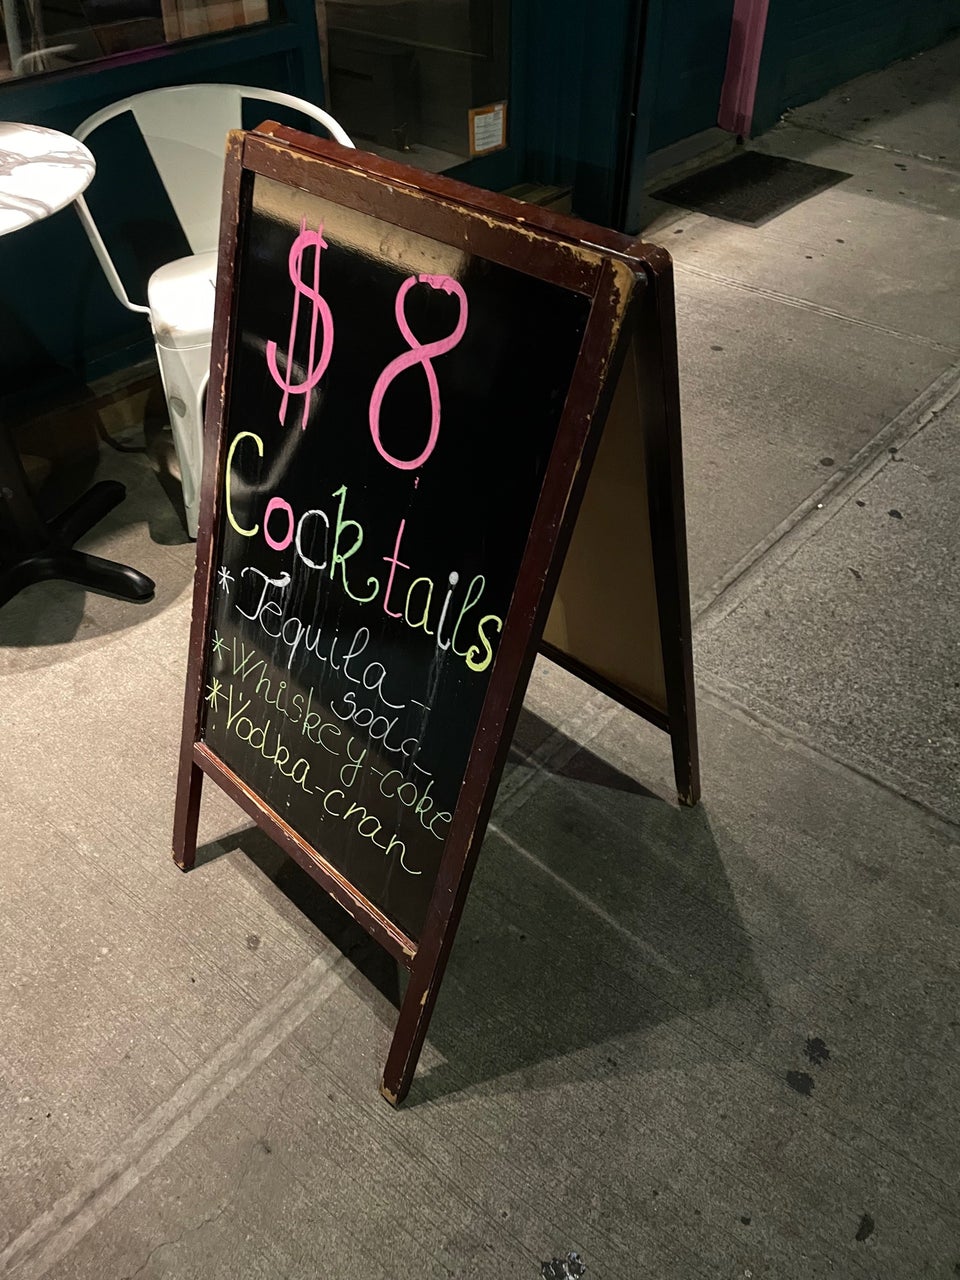 $ 8
Cocktails
* Tequila-
soda
* Whiskey-coke
* Vodka-cran